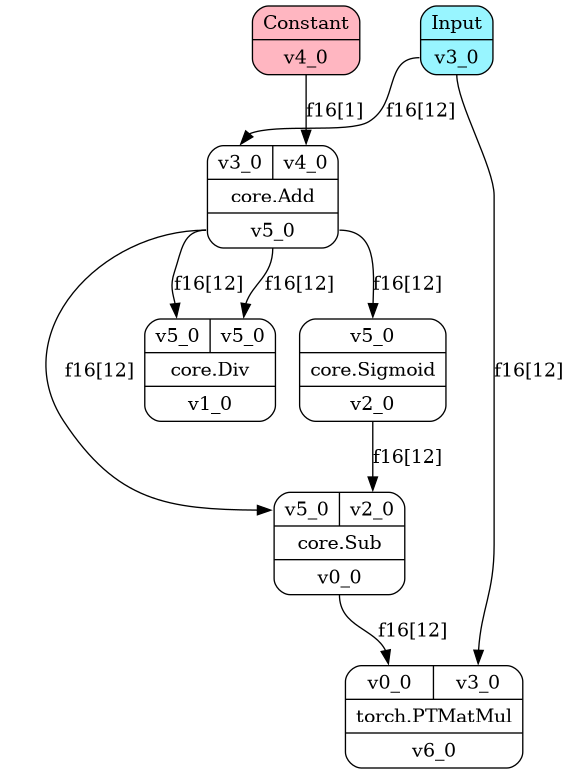 Constant
v4_0
Input
v3_0
f16[1]
f16[12]
v3_0 v4_0
core.Add
v5_0
f16[12]
f16[12]
f16[12]
f16[12]
f16[12]
v5_0 v5_0
core.Div
v1_0
v5_0
core.Sigmoid
v2_0
f16[12]
v5_0 v2_0
core.Sub
v0_0
f16[12]
v0_0 v3_0
torch.PTMatMul
v6_0